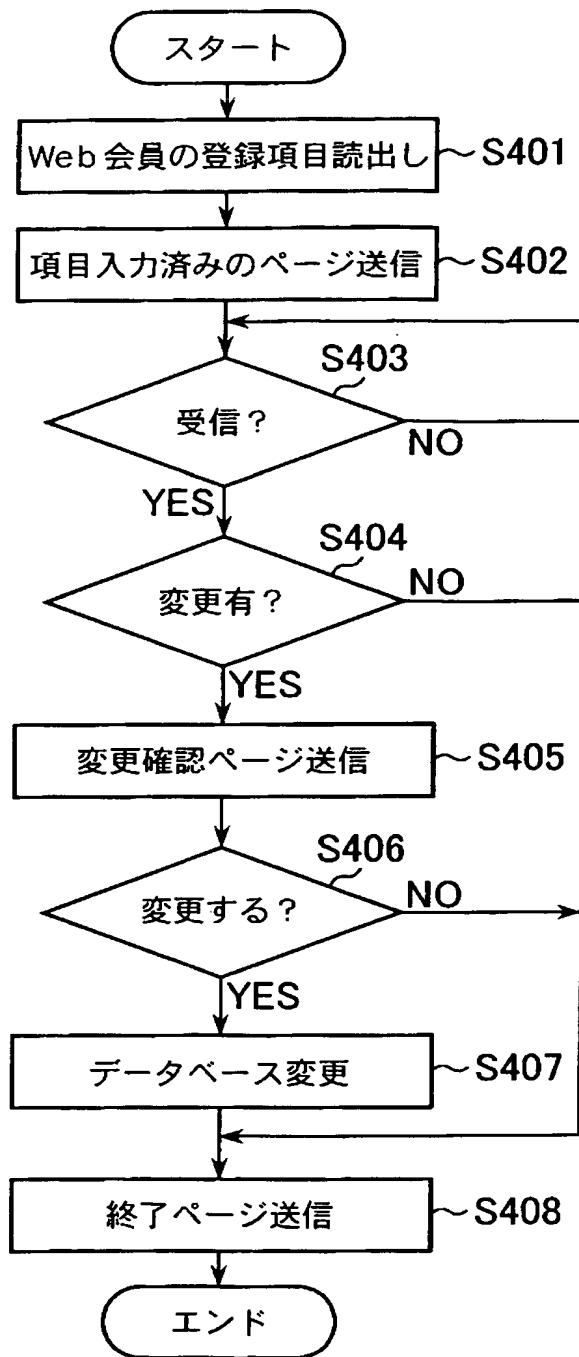 スタート
Web会員の登録項目読出し
S401
項目入力済みのページ送信
S402
S403
受信？
NO
YES
S404
変更有？
NO
YES
変更確認ページ送信
S405
S406
変更する？
NO
YES
データベース変更
S407
終了ページ送信
S408
エンド